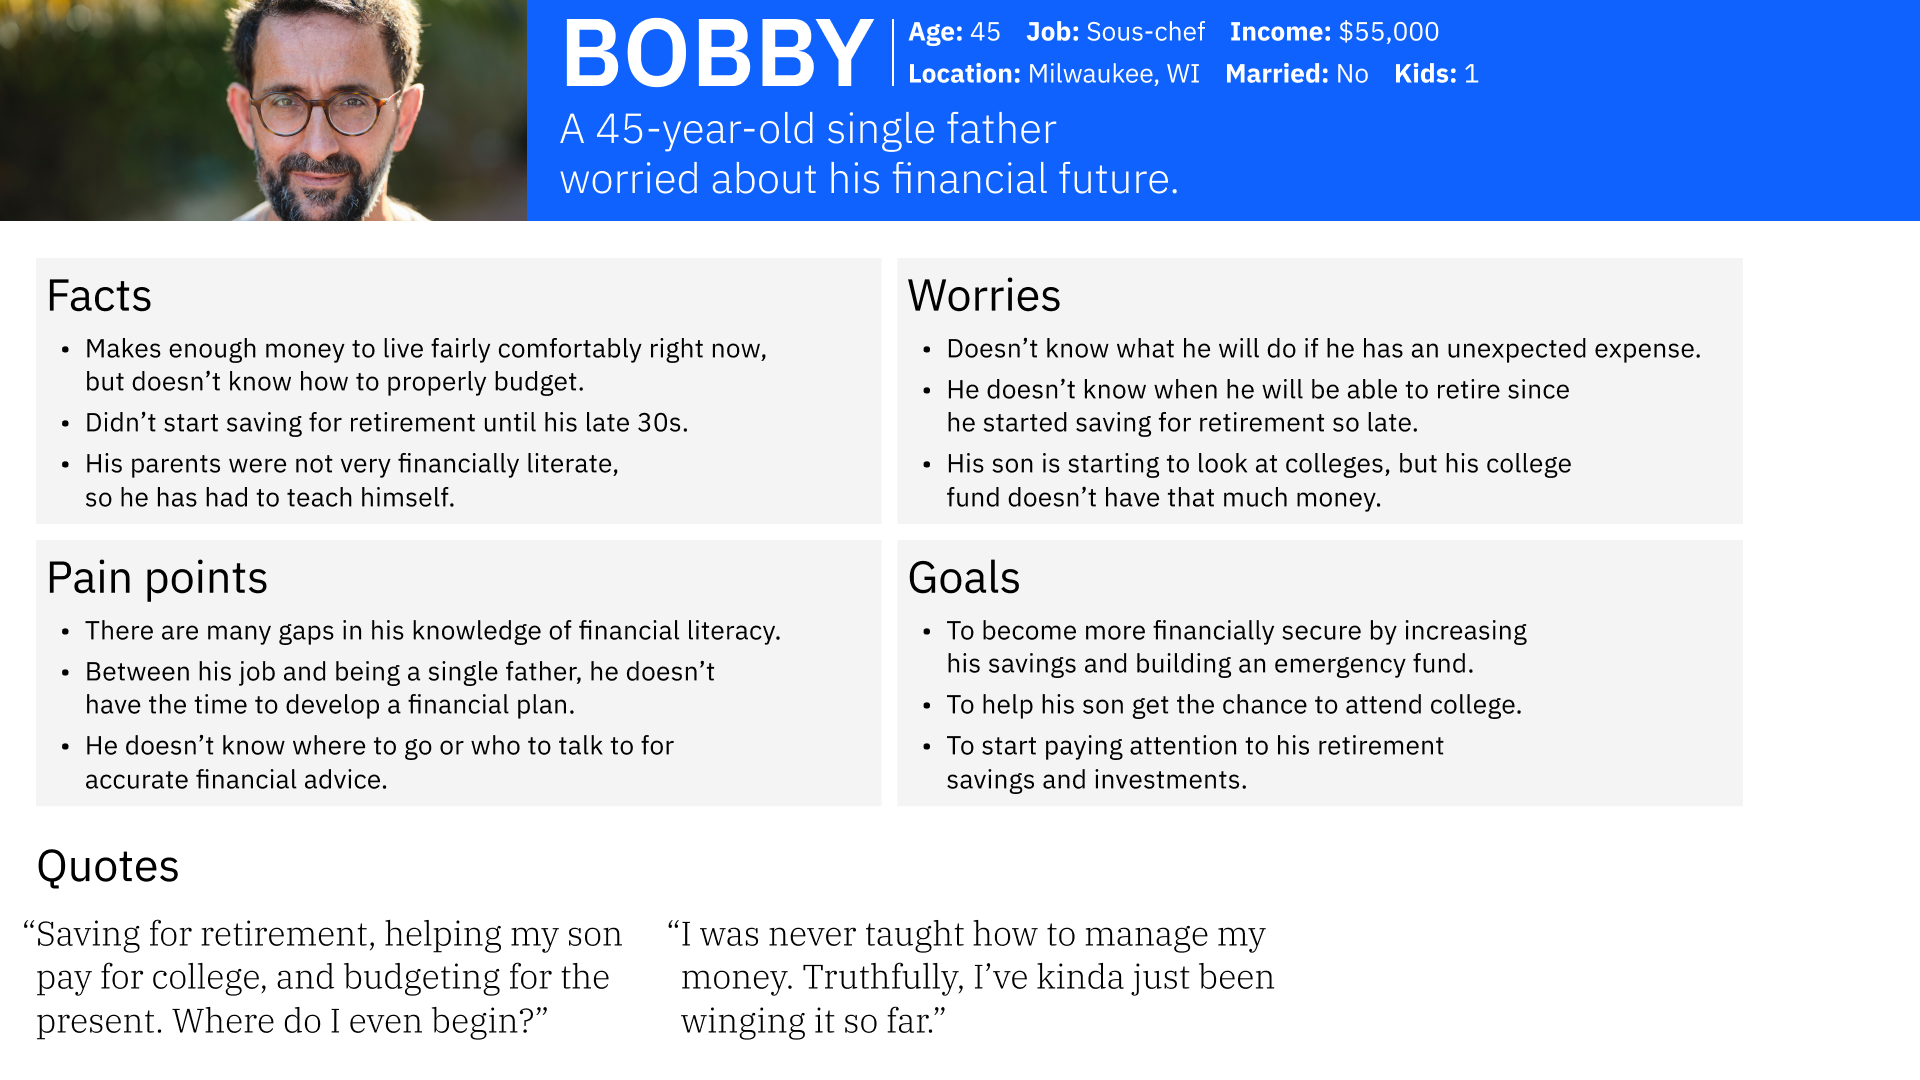 BOBBY
Age: 45 Job: Sous-chef Income: $55,000
Location: Milwaukee, WI Married: No Kids: 1
A 45-year-old single father
worried about his financial future.
Facts
• Makes enough money to live fairly comfortably right now,
but doesn’t know how to properly budget.
• Didn’t start saving for retirement until his late 30s.
• His parents were not very financially literate,
so he has had to teach himself.
Worries
• Doesn’t know what he will do if he has an unexpected expense.
• He doesn’t know when he will be able to retire since
he started saving for retirement so late.
• His son is starting to look at colleges, but his college
fund doesn’t have that much money.
Pain points
• There are many gaps in his knowledge of financial literacy.
• Between his job and being a single father, he doesn’t
have the time to develop a financial plan.
• He doesn’t know where to go or who to talk to for
accurate financial advice.
Goals
• To become more financially secure by increasing
his savings and building an emergency fund.
• To help his son get the chance to attend college.
• To start paying attention to his retirement
savings and investments.
Quotes
“Saving for retirement, helping my son
pay for college, and budgeting for the
present. Where do I even begin?”
“I was never taught how to manage my
money. Truthfully, I’ve kinda just been
winging it so far.”